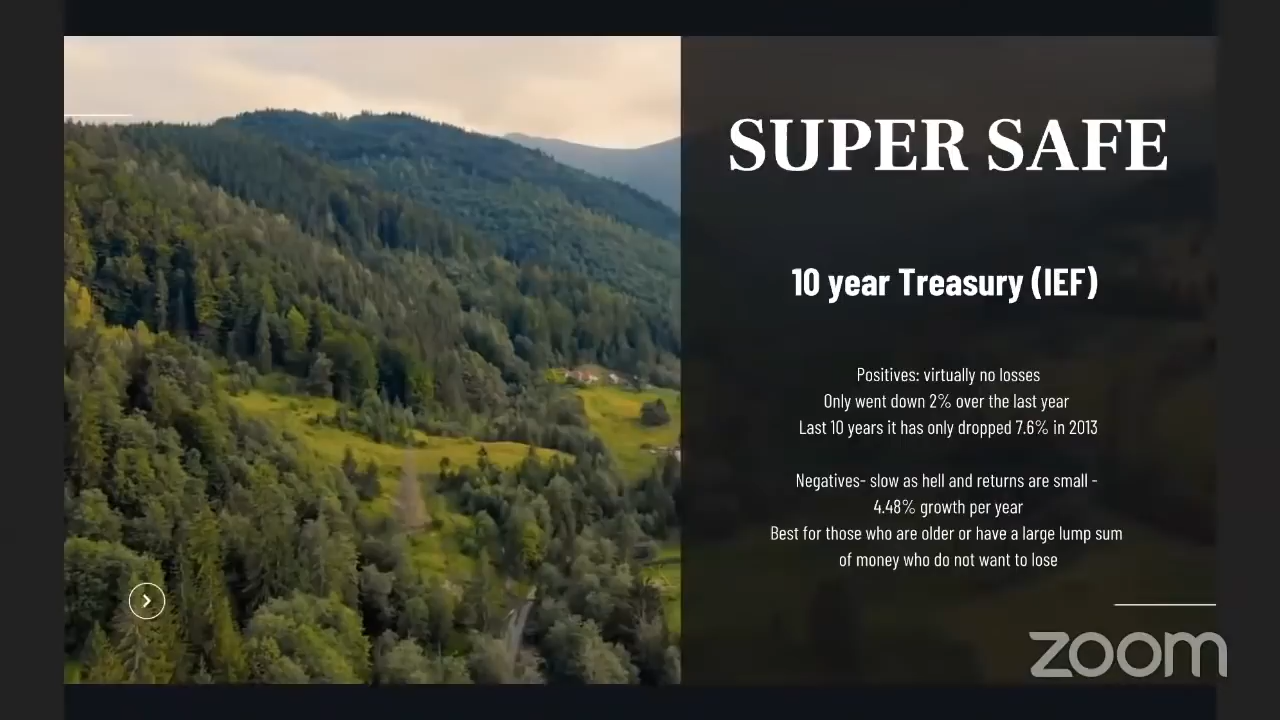 SUPER SAFE
10 year Treasury (IEF)
Positives: virtually no losses
Only went down 2% over the last year
Last 10 years it has only dropped 7.6% in 2013
Negatives- slow as hell and returns are small -
4.48% growth per year
Best for those who are older or have a large lump sum
of money who do not want to lose
zoom